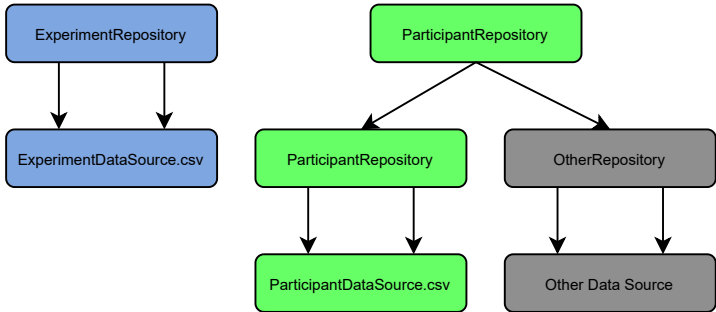 ExperimentRepository
ParticipantRepository
ExperimentDataSource.csv
ParticipantRepository
OtherRepository
ParticipantDataSource.csv
Other Data Source